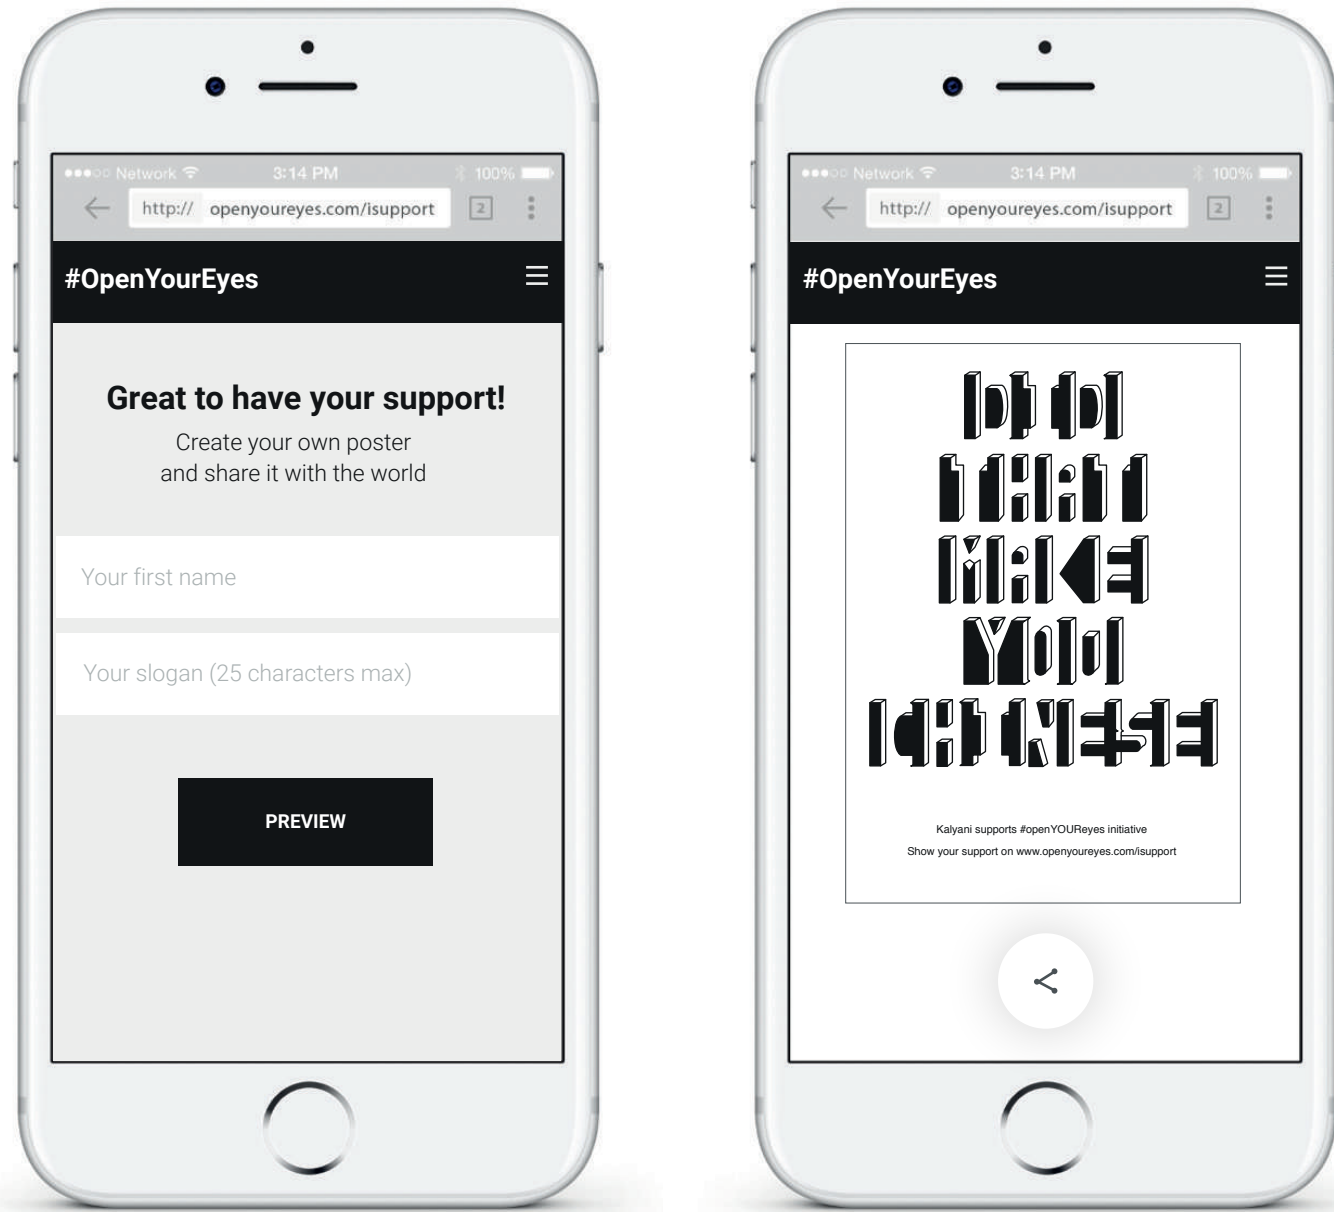 ●●●○○ Network 3:14 PM 100%
http:// openyoureyes.com/isupport 2
#OpenYourEyes
Great to have your support!
Create your own poster
and share it with the world
Your first name
Your slogan (25 characters max)
PREVIEW
●●●○○ Network 3:14 PM 100%
http:// openyoureyes.com/isupport 2
#OpenYourEyes
THAT
MAKE
YOU
Kalyani supports #openYOUReyes initiative
Show your support on www.openyoureyes.com/isupport